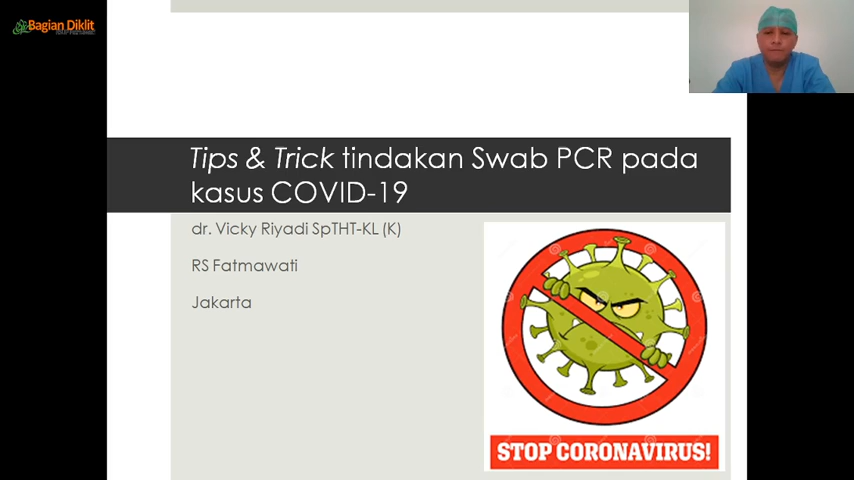 Bagian Diklit
Tips & Trick tindakan Swab PCR pada
kasus COVID-19
dr. Vicky Riyadi SpTHT-KL (K)
RS Fatmawati
Jakarta
STOP CORONAVIRUS!